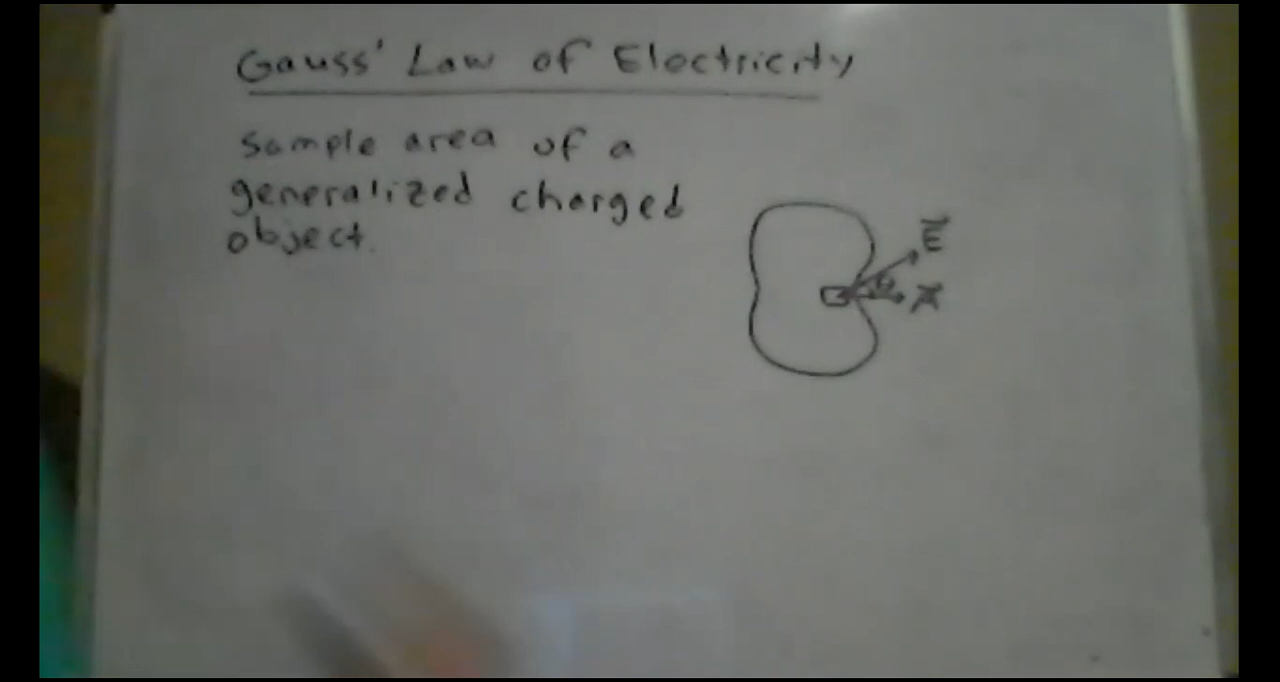 Gauss' Law of Electricity
Sample area of a
generalized charged
object.
E
θ
A